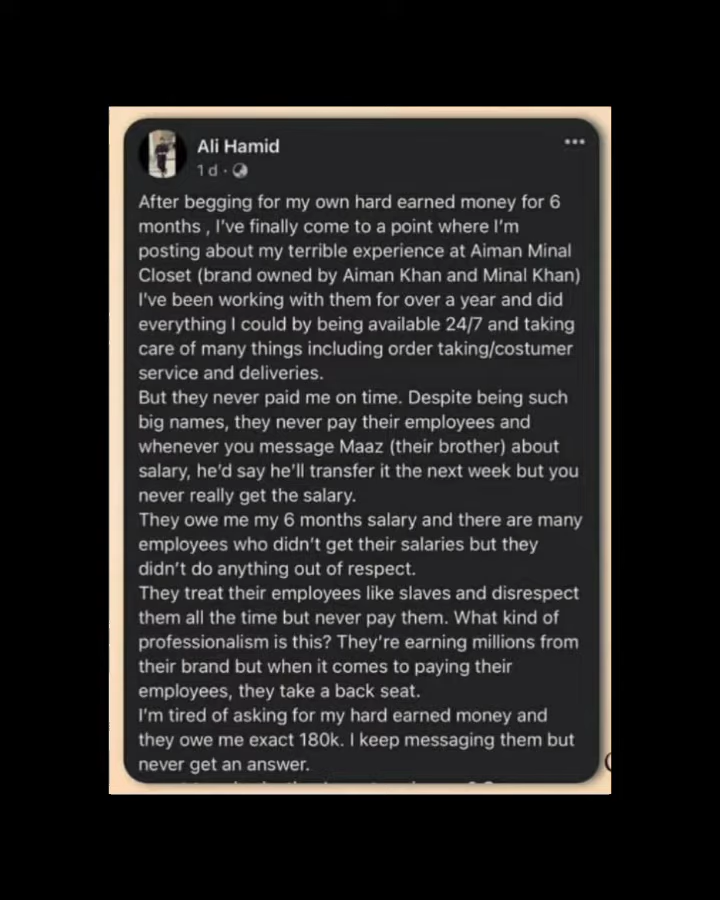 Ali Hamid
1 d ·
After begging for my own hard earned money for 6
months , I've finally come to a point where I'm
posting about my terrible experience at Aiman Minal
Closet (brand owned by Aiman Khan and Minal Khan)
I've been working with them for over a year and did
everything I could by being available 24/7 and taking
care of many things including order taking/costumer
service and deliveries.
But they never paid me on time. Despite being such
big names, they never pay their employees and
whenever you message Maaz (their brother) about
salary, he'd say he'll transfer it the next week but you
never really get the salary.
They owe me my 6 months salary and there are many
employees who didn't get their salaries but they
didn't do anything out of respect.
They treat their employees like slaves and disrespect
them all the time but never pay them. What kind of
professionalism is this? They're earning millions from
their brand but when it comes to paying their
employees, they take a back seat.
I'm tired of asking for my hard earned money and
they owe me exact 180k. I keep messaging them but
never get an answer.